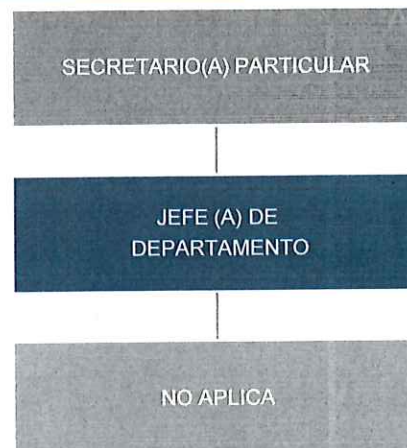 SECRETARIO(A) PARTICULAR
JEFE (A) DE
DEPARTAMENTO
NO APLICA